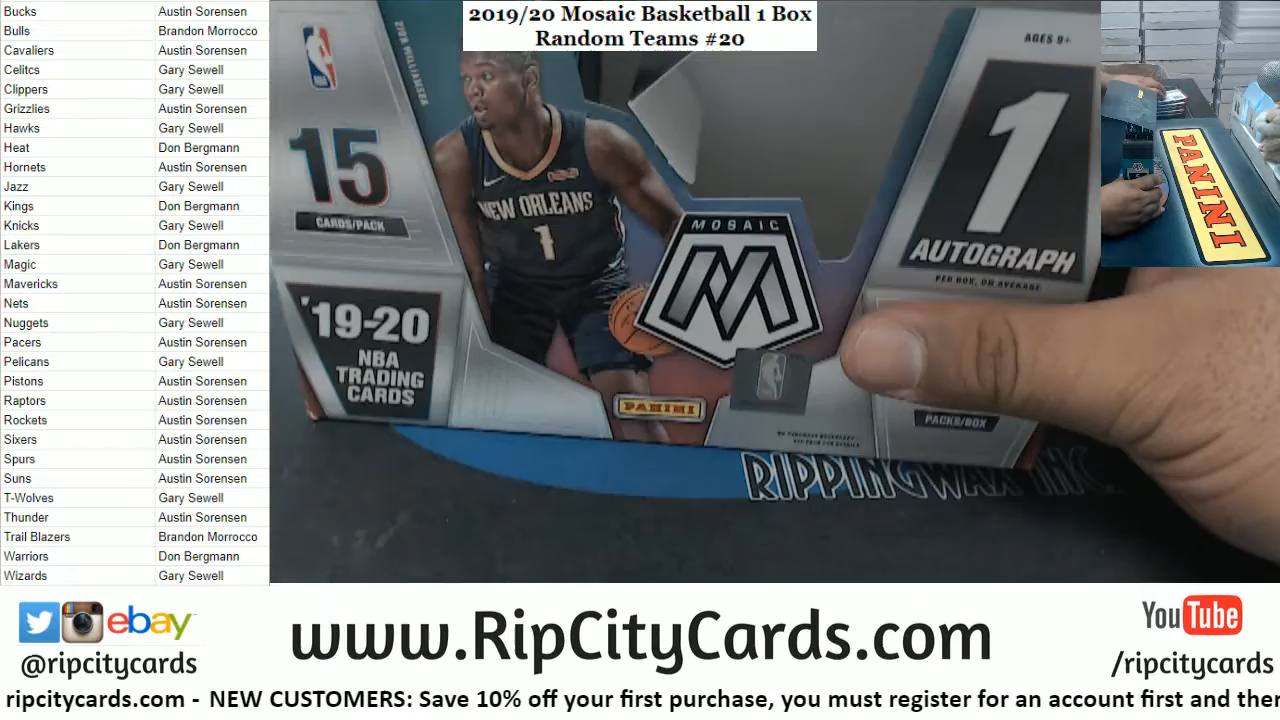 2019/20 Mosaic Basketball 1 Box
Random Teams #20
Bucks Austin Sorensen
Bulls Brandon Morrocco
Cavaliers Austin Sorensen
Celitcs Gary Sewell
Clippers Gary Sewell
Grizzlies Austin Sorensen
Hawks Gary Sewell
Heat Don Bergmann
Hornets Austin Sorensen
Jazz Gary Sewell
Kings Don Bergmann
Knicks Gary Sewell
Lakers Don Bergmann
Magic Gary Sewell
Mavericks Austin Sorensen
Nets Austin Sorensen
Nuggets Gary Sewell
Pacers Austin Sorensen
Pelicans Gary Sewell
Pistons Austin Sorensen
Raptors Austin Sorensen
Rockets Austin Sorensen
Sixers Austin Sorensen
Spurs Austin Sorensen
Suns Austin Sorensen
T-Wolves Gary Sewell
Thunder Austin Sorensen
Trail Blazers Brandon Morrocco
Warriors Don Bergmann
Wizards Gary Sewell
NBA
ZION WILLIAMSON
15
CARDS/PACK
'19-20
NBA
TRADING
CARDS
NEW ORLEANS
1
MOSAIC
PANINI
AGES 9+
1
AUTOGRAPH
PER BOX, ON AVERAGE
PACKS/BOX
RIPPINGWAX INC.
PANINI
ebay
@ripcitycards
www.RipCityCards.com
YouTube
/ripcitycards
ripcitycards.com - NEW CUSTOMERS: Save 10% off your first purchase, you must register for an account first and then